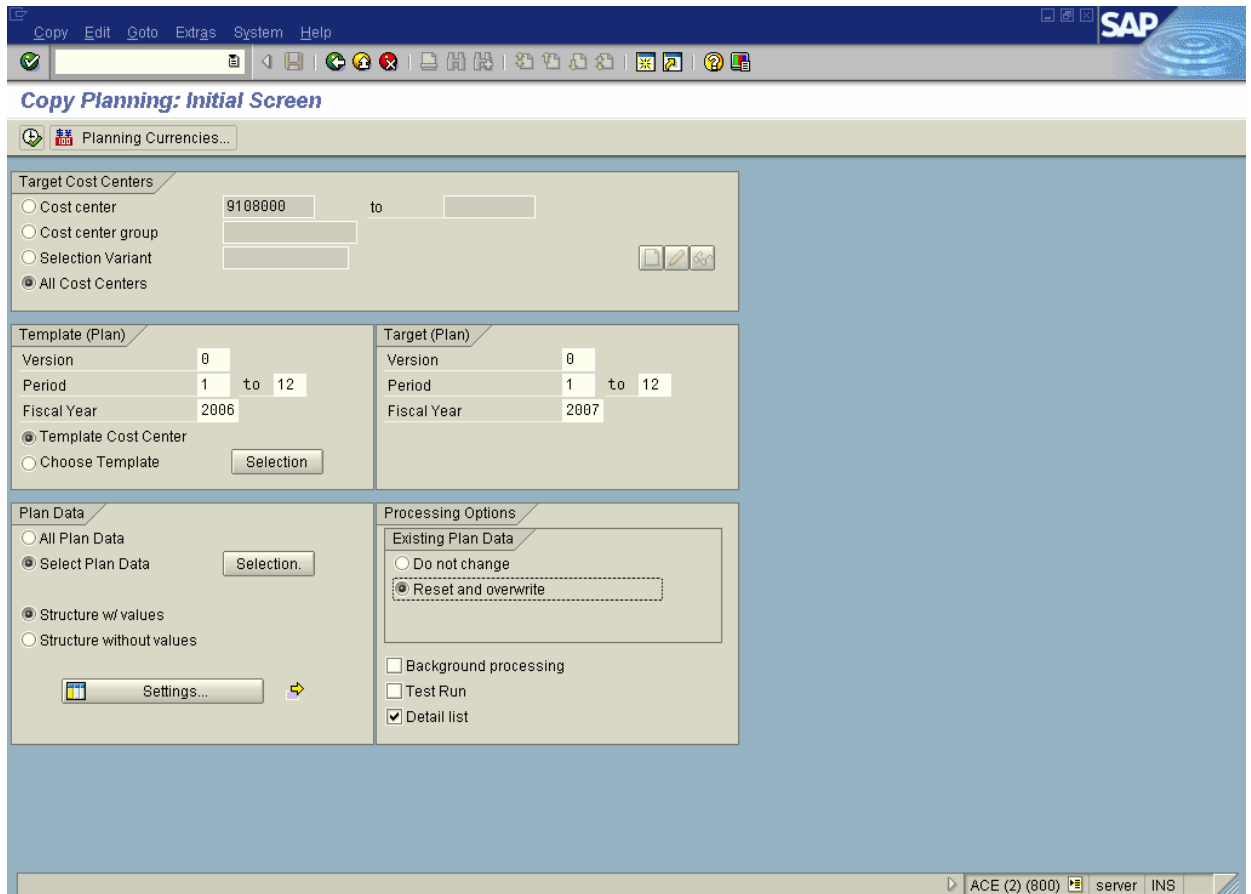 Copy Edit Goto Extras System Help
SAP
Copy Planning: Initial Screen
Planning Currencies...
Target Cost Centers
Cost center 9108000 to
Cost center group
Selection Variant
All Cost Centers
Template (Plan)
Version 0
Period 1 to 12
Fiscal Year 2006
Template Cost Center
Choose Template Selection
Target (Plan)
Version 0
Period 1 to 12
Fiscal Year 2007
Plan Data
All Plan Data
Select Plan Data Selection.
Structure w/ values
Structure without values
Settings...
Processing Options
Existing Plan Data
Do not change
Reset and overwrite
Background processing
Test Run
Detail list
ACE (2) (800) server INS